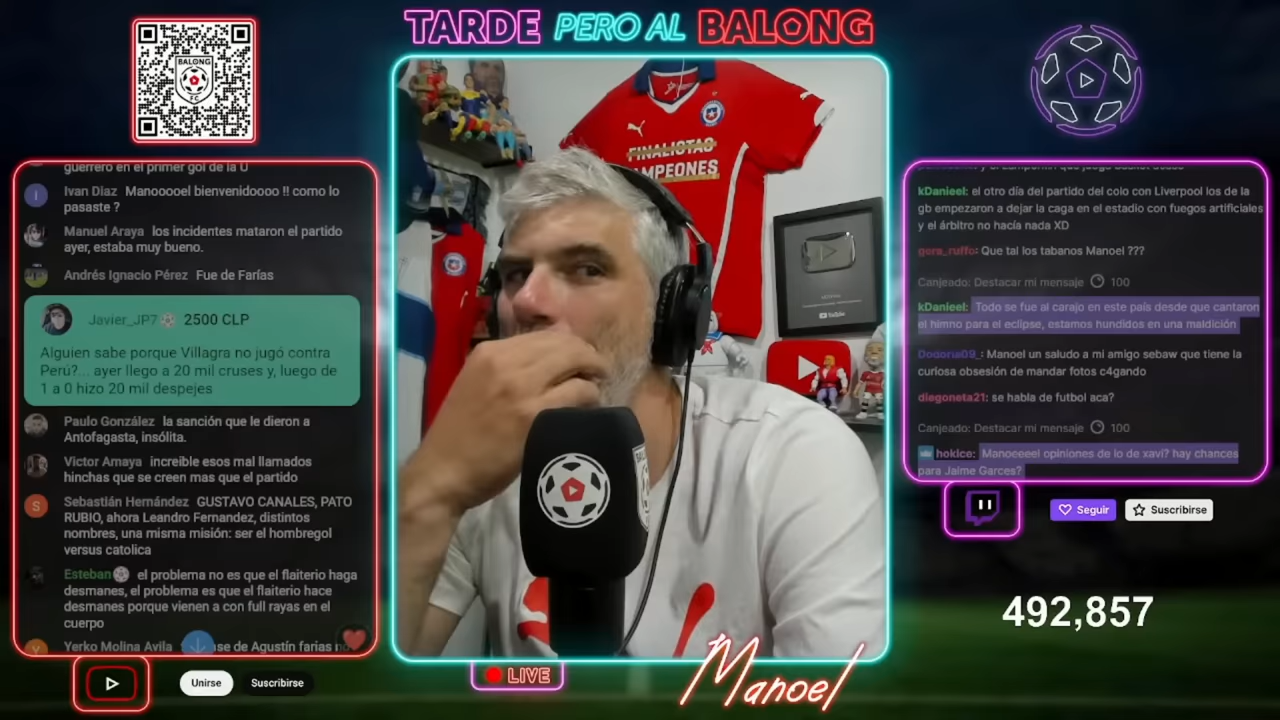 TARDE PERO AL BALONG
BALONG
FC
guerrero en el primer gol de la U
Ivan Diaz Manooooel bienvenidoooo !! como lo
pasaste ?
Manuel Araya los incidentes mataron el partido
ayer, estaba muy bueno.
Andrés Ignacio Pérez Fue de Farías
Javier_JP7 2500 CLP
Alguien sabe porque Villagra no jugó contra
Perú?... ayer llego a 20 mil cruses y, luego de
1 a 0 hizo 20 mil despejes
Paulo González la sanción que le dieron a
Antofagasta, insólita.
Victor Amaya increible esos mal llamados
hinchas que se creen mas que el partido
S
Sebastián Hernández GUSTAVO CANALES, PATO
RUBIO, ahora Leandro Fernandez, distintos
nombres, una misma misión: ser el hombregol
versus catolica
Esteban el problema no es que el flaiterio haga
desmanes, el problema es que el flaiterio hace
desmanes porque vienen a con full rayas en el
cuerpo
Yerko Molina Avila se de Agustín farias no
Unirse
Suscribirse
FINALISTAS
CAMPEONES
YouTube
LIVE
Manoel
kDanieel: el otro día del partido del colo con Liverpool los de la
gb empezaron a dejar la caga en el estadio con fuegos artificiales
y el árbitro no hacía nada XD
gera_ruffo: Que tal los tabanos Manoel ???
Canjeado: Destacar mi mensaje 100
kDanieel: Todo se fue al carajo en este país desde que cantaron
el himno para el eclipse, estamos hundidos en una maldición
Dodoria09_: Manoel un saludo a mi amigo sebaw que tiene la
curiosa obsesión de mandar fotos c4gando
diegoneta21: se habla de futbol aca?
Canjeado: Destacar mi mensaje 100
hokice: Manoeeeel opiniones de lo de xavi? hay chances
para Jaime Garces?
Seguir
Suscribirse
492,857